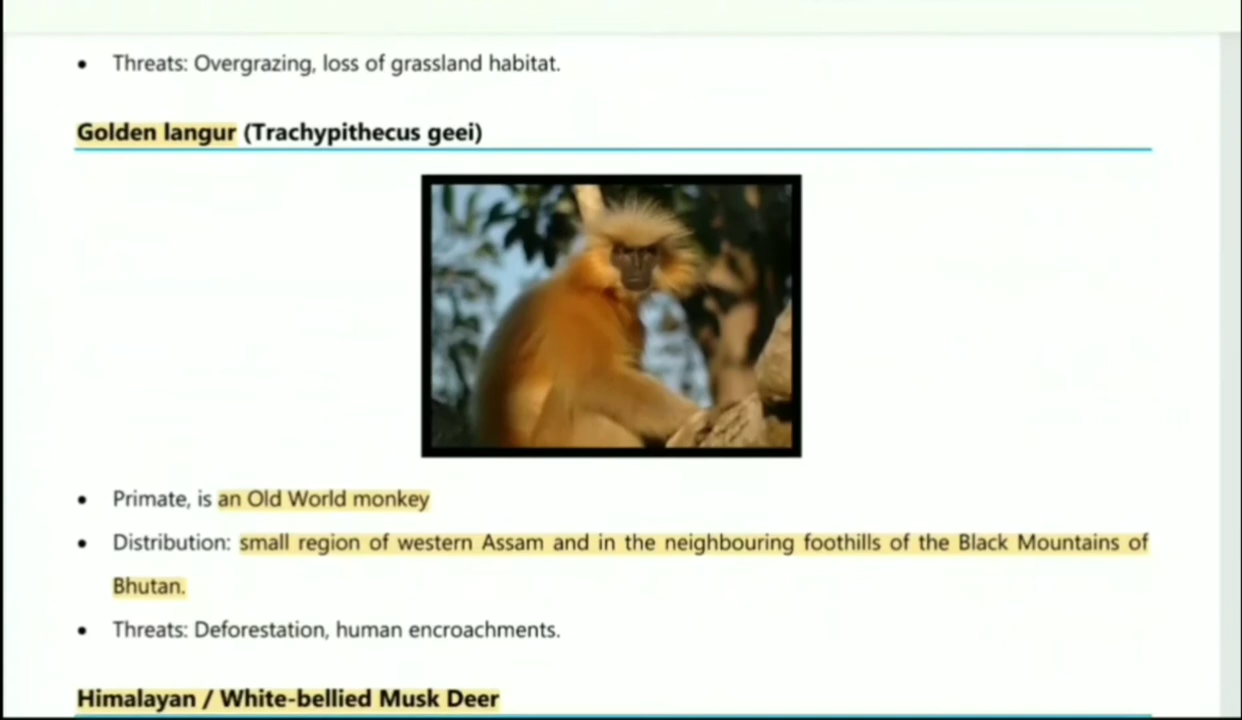 • Threats: Overgrazing, loss of grassland habitat.
Golden langur (Trachypithecus geei)
• Primate, is an Old World monkey
• Distribution: small region of western Assam and in the neighbouring foothills of the Black Mountains of
Bhutan.
• Threats: Deforestation, human encroachments.
Himalayan / White-bellied Musk Deer